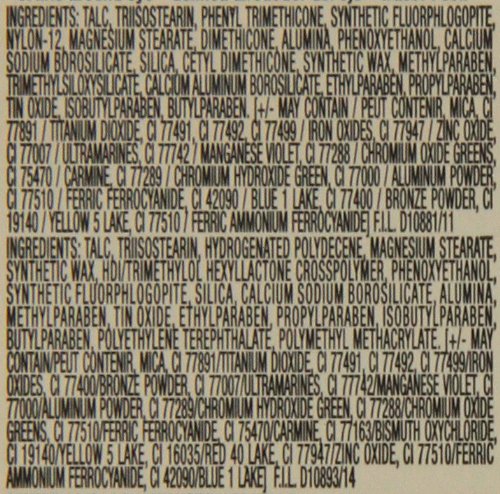 INGREDIENTS: TALC, TRIISOSTEARIN, PHENYL TRIMETHICONE, SYNTHETIC FLUORPHLOGOPITE,
NYLON-12, MAGNESIUM STEARATE, DIMETHICONE, ALUMINA, PHENOXYETHANOL, CALCIUM
SODIUM BOROSILICATE, SILICA, CETYL DIMETHICONE, SYNTHETIC WAX, METHYLPARABEN,
TRIMETHYLSILOXYSILICATE, CALCIUM ALUMINUM BOROSILICATE, ETHYLPARABEN, PROPYLPARABEN,
TIN OXIDE, ISOBUTYLPARABEN, BUTYLPARABEN. [+/- MAY CONTAIN / PEUT CONTENIR, MICA, CI
77891 / TITANIUM DIOXIDE, CI 77491, CI 77492, CI 77499 / IRON OXIDES, CI 77947 / ZINC OXIDE,
CI 77007 / ULTRAMARINES, CI 77742 / MANGANESE VIOLET, CI 77288 / CHROMIUM OXIDE GREENS,
CI 75470 / CARMINE, CI 77289 / CHROMIUM HYDROXIDE GREEN, CI 77000 / ALUMINUM POWDER,
CI 77510 / FERRIC FERROCYANIDE, CI 42090 / BLUE 1 LAKE, CI 77400 / BRONZE POWDER, CI
19140 / YELLOW 5 LAKE, CI 77510 / FERRIC AMMONIUM FERROCYANIDE] F.I.L. D10881/11
INGREDIENTS: TALC, TRIISOSTEARIN, HYDROGENATED POLYDECENE, MAGNESIUM STEARATE,
SYNTHETIC WAX, HDI/TRIMETHYLOL HEXYLLACTONE CROSSPOLYMER, PHENOXYETHANOL,
SYNTHETIC FLUORPHLOGOPITE, SILICA, CALCIUM SODIUM BOROSILICATE, ALUMINA,
METHYLPARABEN, TIN OXIDE, ETHYLPARABEN, PROPYLPARABEN, ISOBUTYLPARABEN,
BUTYLPARABEN, POLYETHYLENE TEREPHTHALATE, POLYMETHYL METHACRYLATE. [+/- MAY
CONTAIN/PEUT CONTENIR, MICA, CI 77891/TITANIUM DIOXIDE, CI 77491, CI 77492, CI 77499/IRON
OXIDES, CI 77400/BRONZE POWDER, CI 77007/ULTRAMARINES, CI 77742/MANGANESE VIOLET, CI
77000/ALUMINUM POWDER, CI 77289/CHROMIUM HYDROXIDE GREEN, CI 77288/CHROMIUM OXIDE
GREENS, CI 77510/FERRIC FERROCYANIDE, CI 75470/CARMINE, CI 77163/BISMUTH OXYCHLORIDE,
CI 19140/YELLOW 5 LAKE, CI 16035/RED 40 LAKE, CI 77947/ZINC OXIDE, CI 77510/FERRIC
AMMONIUM FERROCYANIDE, CI 42090/BLUE 1 LAKE] F.I.L. D10893/14